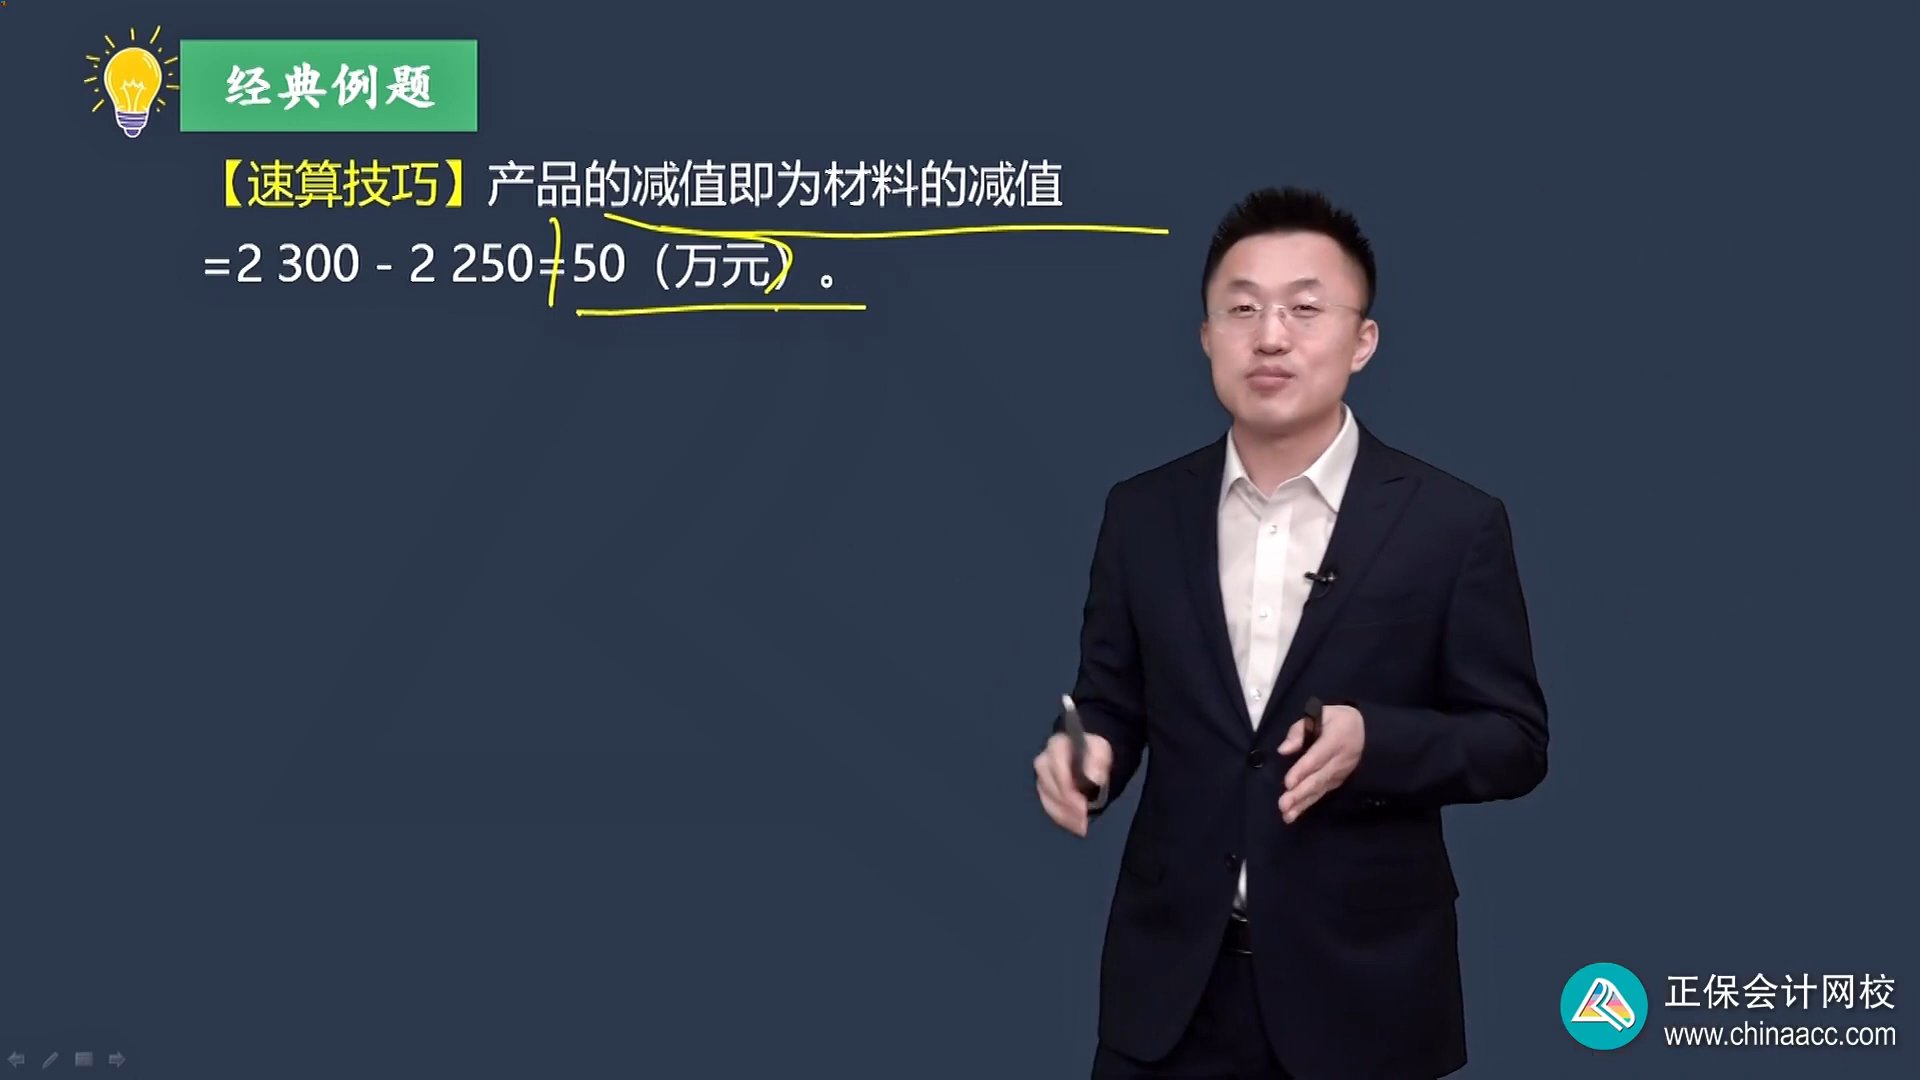 经典例题
【速算技巧】产品的减值即为材料的减值
=2 300 - 2 250=50（万元）。
正保会计网校
www.chinaacc.com